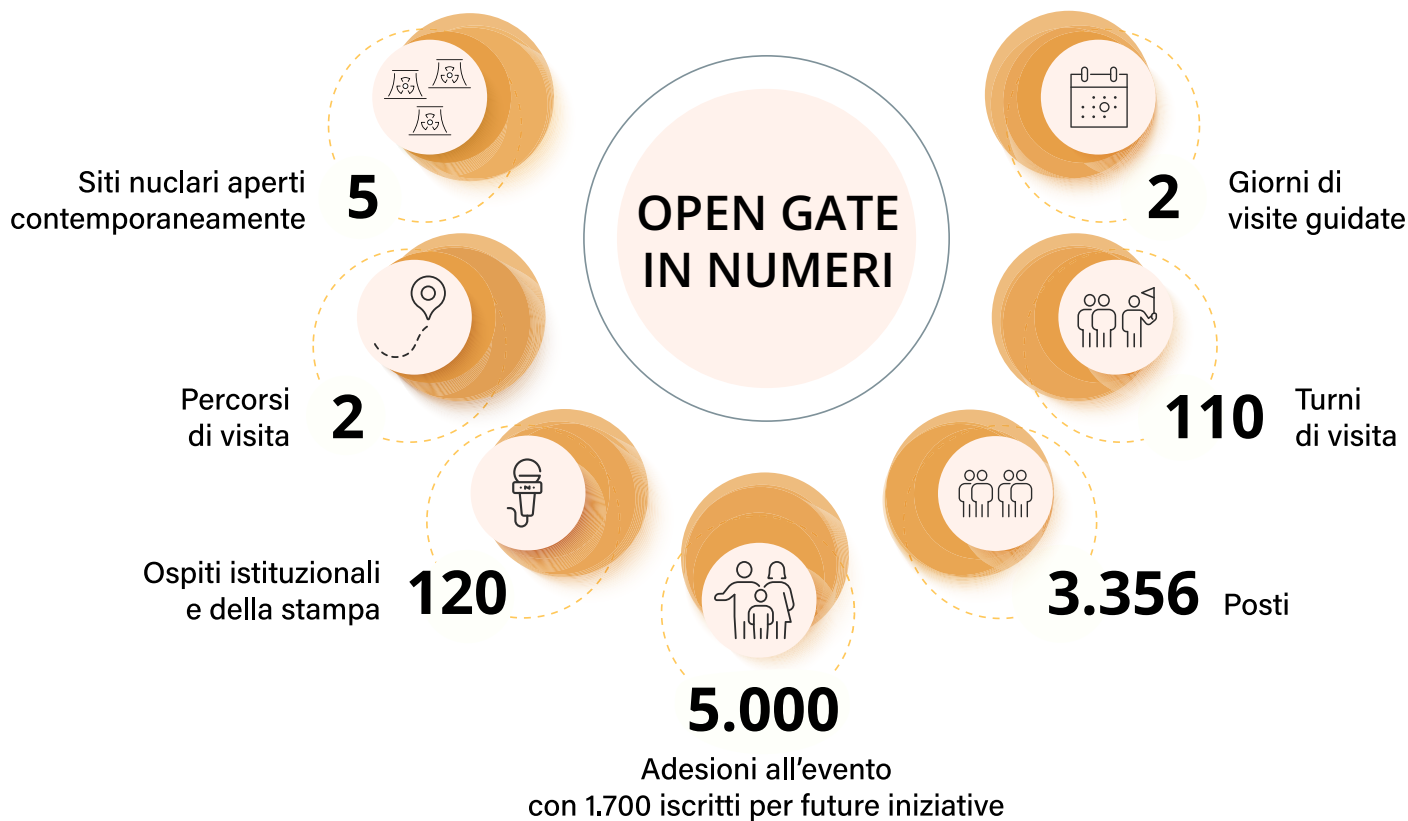 OPEN GATE
IN NUMERI
Siti nuclari aperti
contemporaneamente
5
Percorsi
di visita
2
Ospiti istituzionali
e della stampa
120
5.000
Adesioni all'evento
con 1.700 iscritti per future iniziative
3.356 Posti
110
Turni
di visita
2
Giorni di
visite guidate